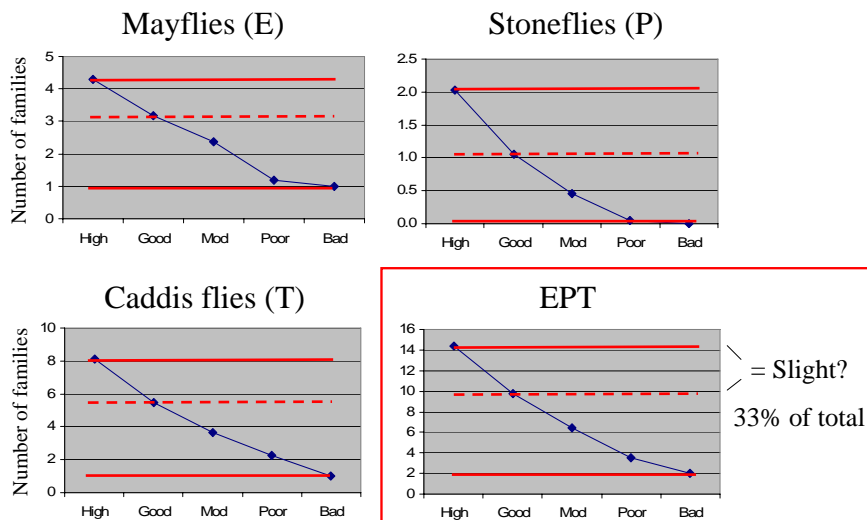 Mayflies (E)
Number of families
5
4
3
2
1
0
High Good Mod Poor Bad
Stoneflies (P)
2.5
2.0
1.5
1.0
0.5
0.0
High Good Mod Poor Bad
Caddis flies (T)
Number of families
10
8
6
4
2
0
High Good Mod Poor Bad
EPT
16
14
12
10
8
6
4
2
0
High Good Mod Poor Bad
= Slight?
33% of total